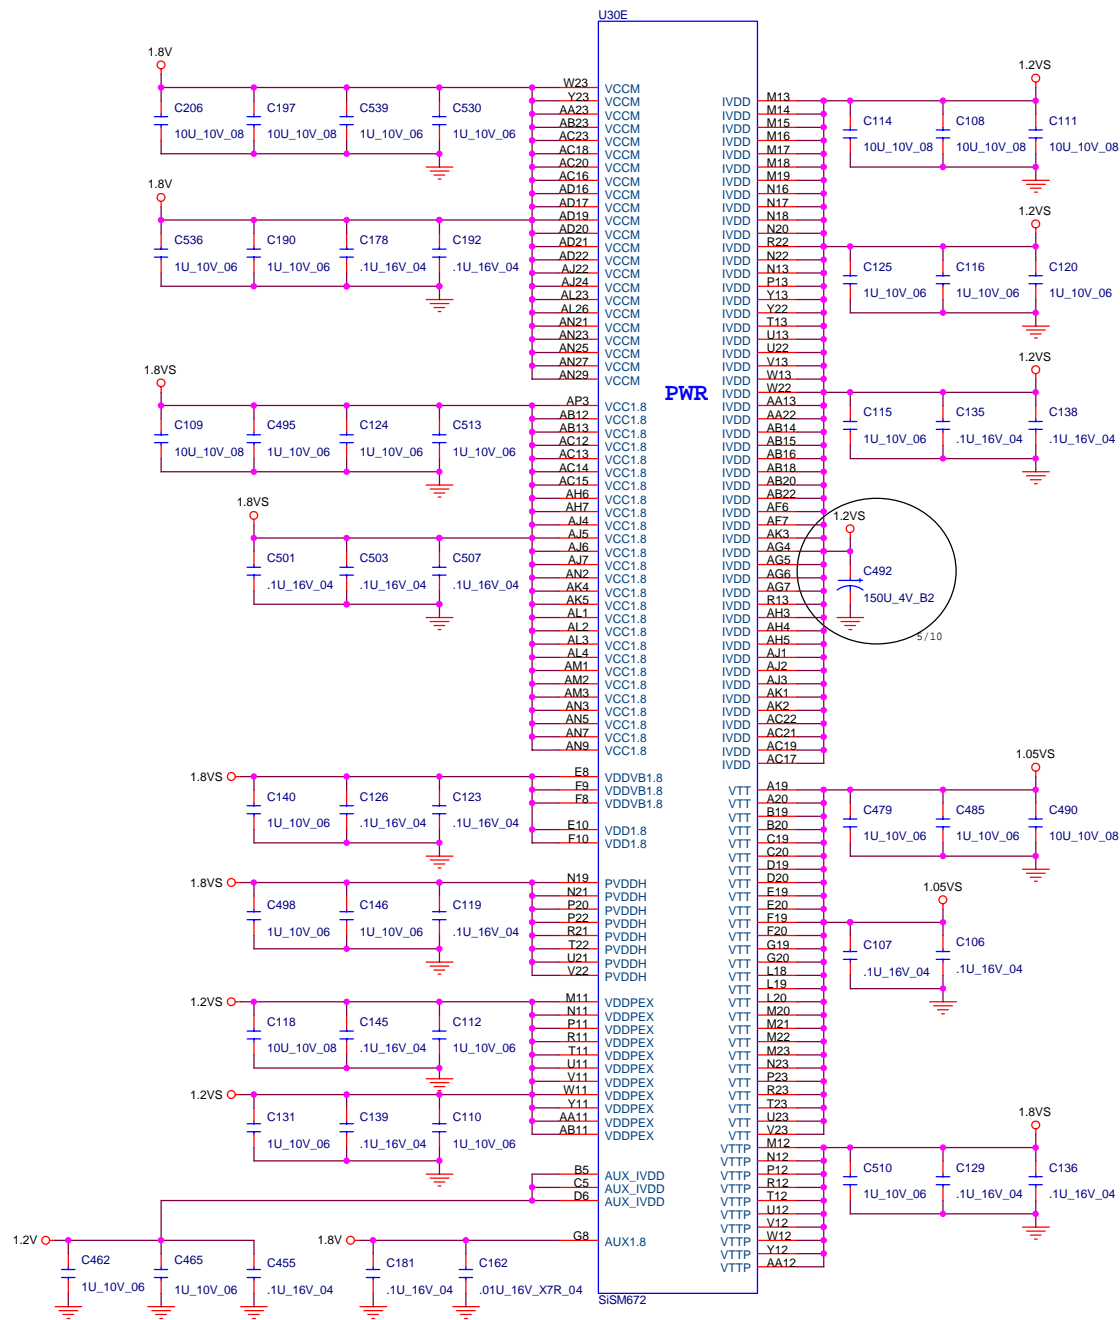 U30E
1.8V
C206
10U_10V_08
C197
10U_10V_08
C539
1U_10V_06
C530
1U_10V_06
1.8V
C536
1U_10V_06
C190
1U_10V_06
C178
.1U_16V_04
C192
.1U_16V_04
1.8VS
C109
10U_10V_08
C495
1U_10V_06
C124
1U_10V_06
C513
1U_10V_06
1.8VS
C501
.1U_16V_04
C503
.1U_16V_04
C507
.1U_16V_04
1.8VS
C140
1U_10V_06
C126
.1U_16V_04
C123
.1U_16V_04
1.8VS
C498
1U_10V_06
C146
1U_10V_06
C119
.1U_16V_04
1.2VS
C118
10U_10V_08
C145
.1U_16V_04
C112
1U_10V_06
1.2VS
C131
1U_10V_06
C139
.1U_16V_04
C110
1U_10V_06
1.2V
C462
1U_10V_06
C465
1U_10V_06
C455
.1U_16V_04
1.8V
C181
.1U_16V_04
C162
.01U_16V_X7R_04
W23 VCCM
Y23 VCCM
AA23 VCCM
AB23 VCCM
AC23 VCCM
AC18 VCCM
AC20 VCCM
AC16 VCCM
AD16 VCCM
AD17 VCCM
AD19 VCCM
AD20 VCCM
AD21 VCCM
AD22 VCCM
AJ22 VCCM
AJ24 VCCM
AL23 VCCM
AL26 VCCM
AN21 VCCM
AN23 VCCM
AN25 VCCM
AN27 VCCM
AN29 VCCM
AP3 VCC1.8
AB12 VCC1.8
AB13 VCC1.8
AC12 VCC1.8
AC13 VCC1.8
AC14 VCC1.8
AC15 VCC1.8
AH6 VCC1.8
AH7 VCC1.8
AJ4 VCC1.8
AJ5 VCC1.8
AJ6 VCC1.8
AJ7 VCC1.8
AN2 VCC1.8
AK4 VCC1.8
AK5 VCC1.8
AL1 VCC1.8
AL2 VCC1.8
AL3 VCC1.8
AL4 VCC1.8
AM1 VCC1.8
AM2 VCC1.8
AM3 VCC1.8
AN3 VCC1.8
AN5 VCC1.8
AN7 VCC1.8
AN9 VCC1.8
E8 VDDVB1.8
F9 VDDVB1.8
F8 VDDVB1.8
E10 VDD1.8
F10 VDD1.8
N19 PVDDH
N21 PVDDH
P20 PVDDH
P22 PVDDH
R21 PVDDH
T22 PVDDH
U21 PVDDH
V22 PVDDH
M11 VDDPEX
N11 VDDPEX
P11 VDDPEX
R11 VDDPEX
T11 VDDPEX
U11 VDDPEX
V11 VDDPEX
W11 VDDPEX
Y11 VDDPEX
AA11 VDDPEX
AB11 VDDPEX
B5 AUX_IVDD
C5 AUX_IVDD
D6 AUX_IVDD
G8 AUX1.8
PWR
IVDD M13
IVDD M14
IVDD M15
IVDD M16
IVDD M17
IVDD M18
IVDD M19
IVDD N16
IVDD N17
IVDD N18
IVDD N20
IVDD R22
IVDD N22
IVDD N13
IVDD P13
IVDD Y13
IVDD Y22
IVDD T13
IVDD U13
IVDD U22
IVDD V13
IVDD W13
IVDD W22
IVDD AA13
IVDD AA22
IVDD AB14
IVDD AB15
IVDD AB16
IVDD AB18
IVDD AB20
IVDD AB22
IVDD AF6
IVDD AF7
IVDD AK3
IVDD AG4
IVDD AG5
IVDD AG6
IVDD AG7
IVDD R13
IVDD AH3
IVDD AH4
IVDD AH5
IVDD AJ1
IVDD AJ2
IVDD AJ3
IVDD AK1
IVDD AK2
IVDD AC22
IVDD AC21
IVDD AC19
IVDD AC17
VTT A19
VTT A20
VTT B19
VTT B20
VTT C19
VTT C20
VTT D19
VTT D20
VTT E19
VTT E20
VTT F19
VTT F20
VTT G19
VTT G20
VTT L18
VTT L19
VTT L20
VTT M20
VTT M21
VTT M22
VTT M23
VTT N23
VTT P23
VTT R23
VTT T23
VTT U23
VTT V23
VTTP M12
VTTP N12
VTTP P12
VTTP R12
VTTP T12
VTTP U12
VTTP V12
VTTP W12
VTTP Y12
VTTP AA12
1.2VS
C114
10U_10V_08
C108
10U_10V_08
C111
10U_10V_08
1.2VS
C125
1U_10V_06
C116
1U_10V_06
C120
1U_10V_06
1.2VS
C115
1U_10V_06
C135
.1U_16V_04
C138
.1U_16V_04
1.2VS
C492
150U_4V_B2
5/10
1.05VS
C479
1U_10V_06
C485
1U_10V_06
C490
10U_10V_08
1.05VS
C107
.1U_16V_04
C106
.1U_16V_04
1.8VS
C510
1U_10V_06
C129
.1U_16V_04
C136
.1U_16V_04
SiSM672